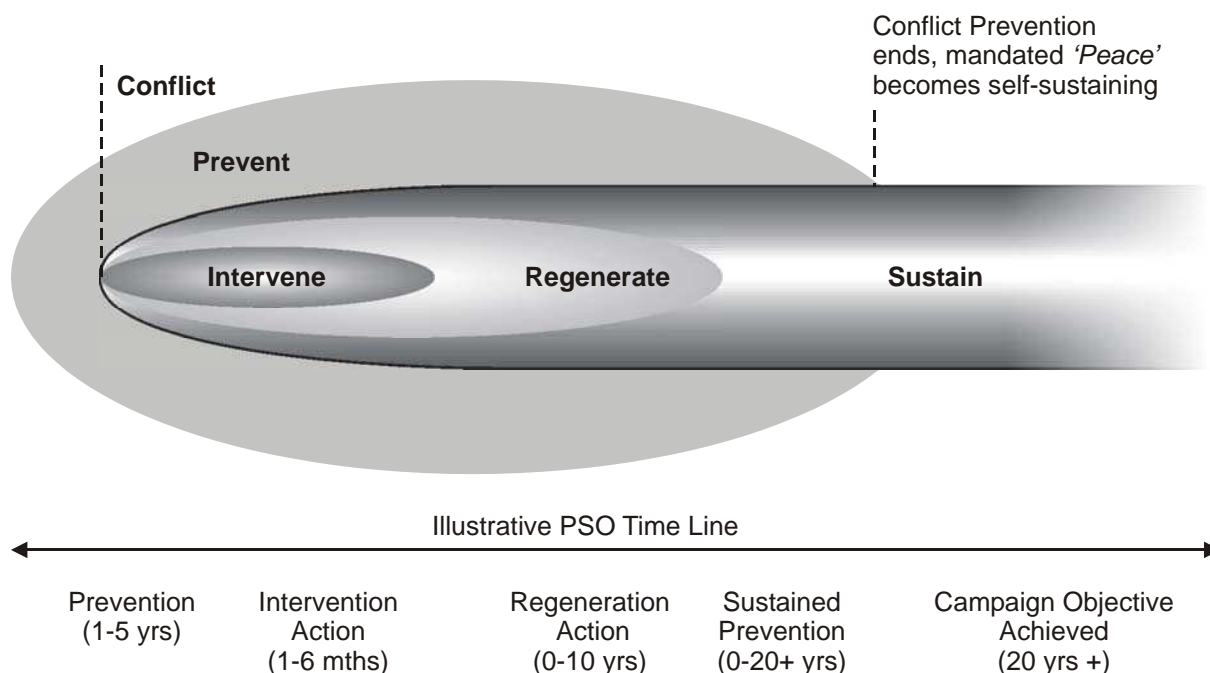 Conflict Prevention
ends, mandated 'Peace'
becomes self-sustaining
Conflict
Prevent
Intervene
Regenerate
Sustain
Illustrative PSO Time Line
Prevention
(1-5 yrs)
Intervention
Action
(1-6 mths)
Regeneration
Action
(0-10 yrs)
Sustained
Prevention
(0-20+ yrs)
Campaign Objective
Achieved
(20 yrs +)